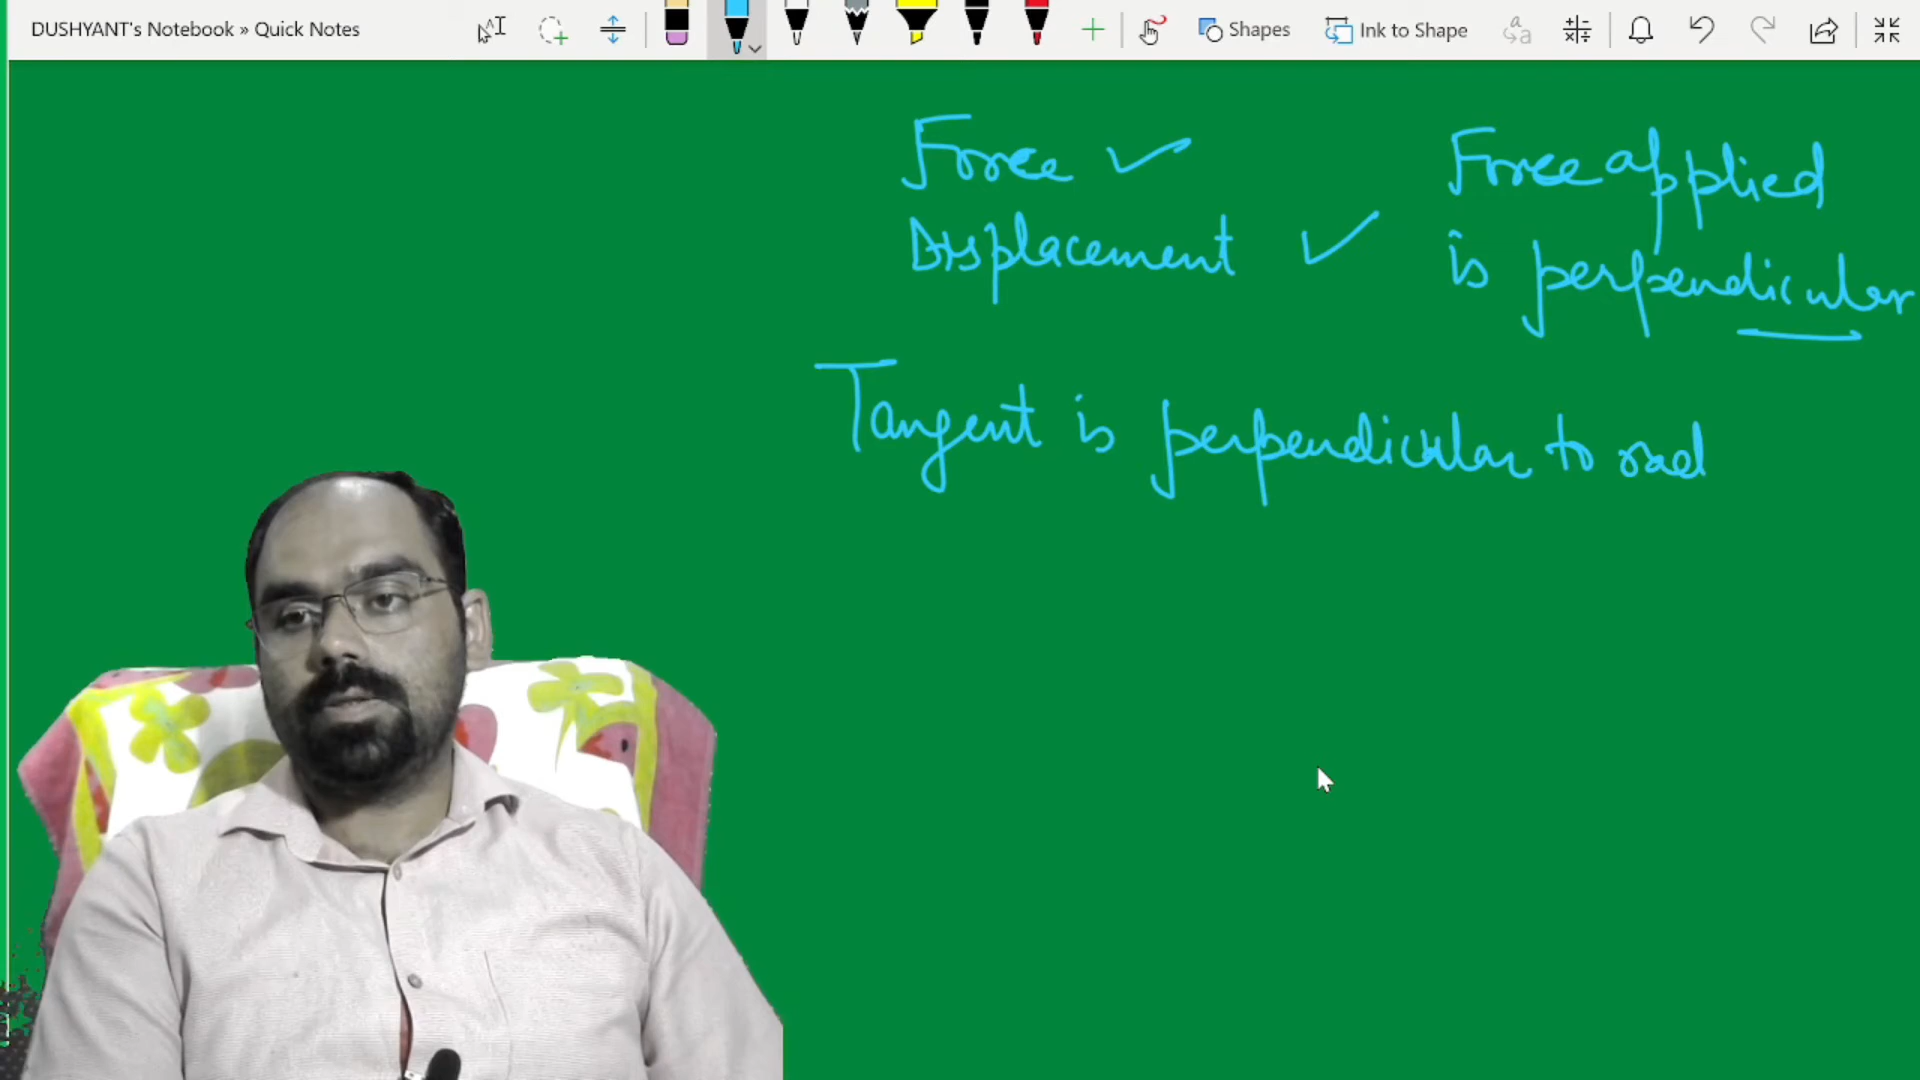 DUSHYANT's Notebook » Quick Notes
Shapes
Ink to Shape
Force ✓
Displacement ✓
Force applied
is perpendicular
Tangent is perpendicular to rad